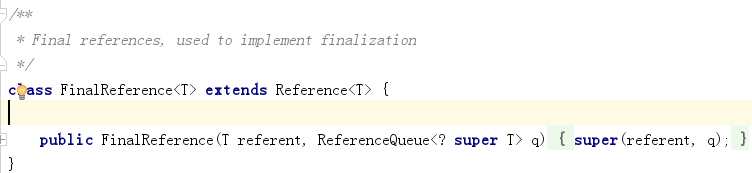 /**
* Final references, used to implement finalization
*/
class FinalReference<T> extends Reference<T> {
public FinalReference(T referent, ReferenceQueue<? super T> q) { super(referent, q); }
}